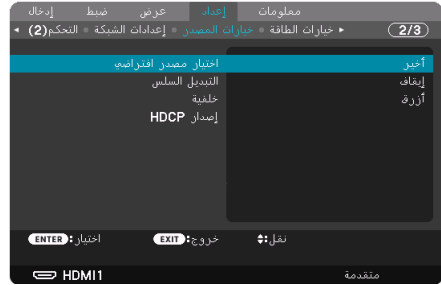 إدخال ضبط عرض إعداد معلومات
التحكم(2) إعدادات الشبكة خيارات المصدر خيارات الطاقة 2/3
اختيار مصدر افتراضي أخير
التبديل السلس إيقاف
خلفية أزرق
إصدار HDCP
ENTER: اختيار EXIT: خروج نقل:
HDMI1 متقدمة